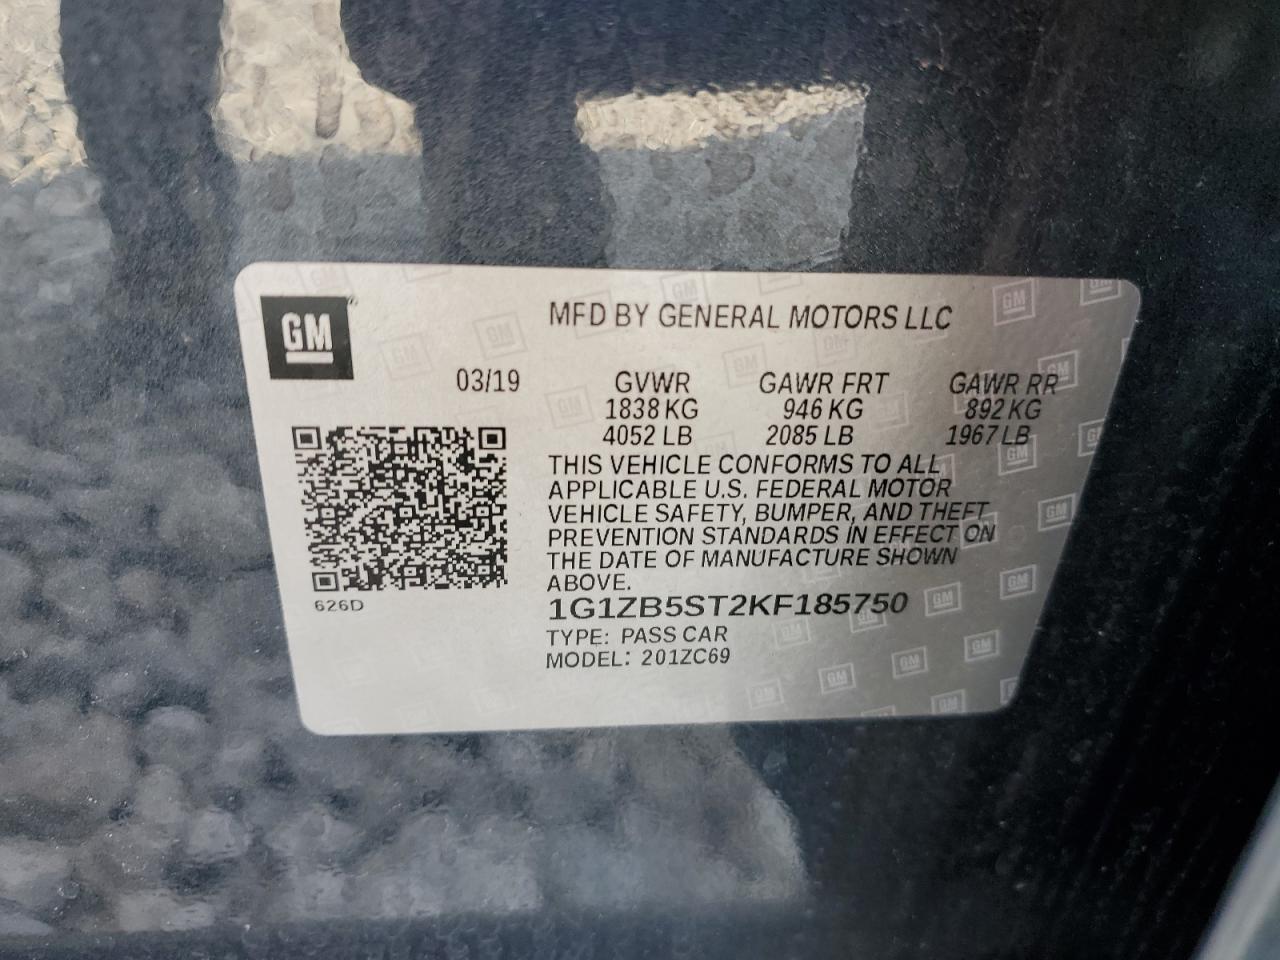 GM
MFD BY GENERAL MOTORS LLC
03/19 GVWR GAWR FRT GAWR RR
1838 KG 946 KG 892 KG
4052 LB 2085 LB 1967 LB
THIS VEHICLE CONFORMS TO ALL
APPLICABLE U.S. FEDERAL MOTOR
VEHICLE SAFETY, BUMPER, AND THEFT
PREVENTION STANDARDS IN EFFECT ON
THE DATE OF MANUFACTURE SHOWN
ABOVE.
626D
1G1ZB5ST2KF185750
TYPE: PASS CAR
MODEL: 201ZC69